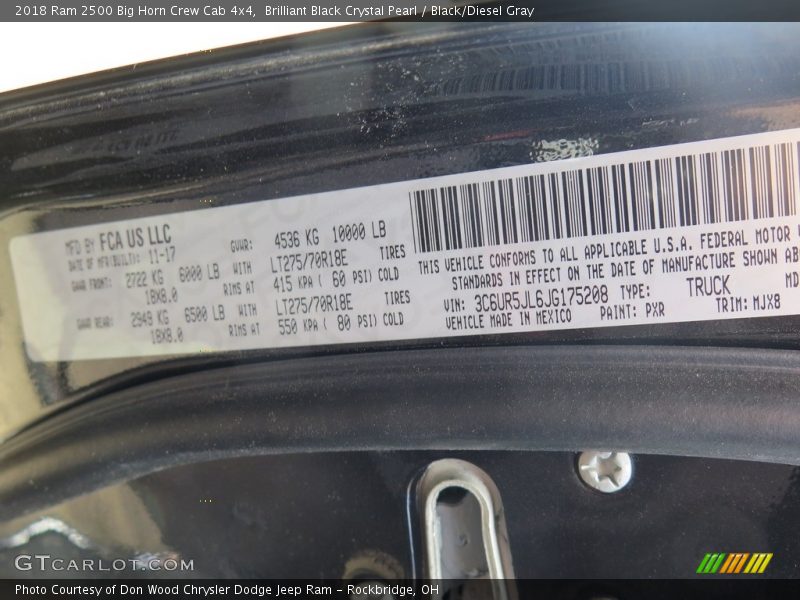 2018 Ram 2500 Big Horn Crew Cab 4x4,  Brilliant Black Crystal Pearl / Black/Diesel Gray
MFD BY FCA US LLC
DATE OF MFR(BUILT): 11-17
GVWR: 4536 KG 10000 LB
GAWR FRONT: 2722 KG 6000 LB WITH LT275/70R18E TIRES
18X8.0 RIMS AT 415 KPA ( 60 PSI) COLD
GAWR REAR: 2948 KG 6500 LB WITH LT275/70R18E TIRES
18X8.0 RIMS AT 550 KPA ( 80 PSI) COLD
THIS VEHICLE CONFORMS TO ALL APPLICABLE U.S.A. FEDERAL MOTOR
STANDARDS IN EFFECT ON THE DATE OF MANUFACTURE SHOWN
VIN: 3C6UR5JL6JG175208 TYPE: TRUCK MD
VEHICLE MADE IN MEXICO PAINT: PXR TRIM: MJX8
GTCARLOT.COM
Photo Courtesy of Don Wood Chrysler Dodge Jeep Ram – Rockbridge, OH